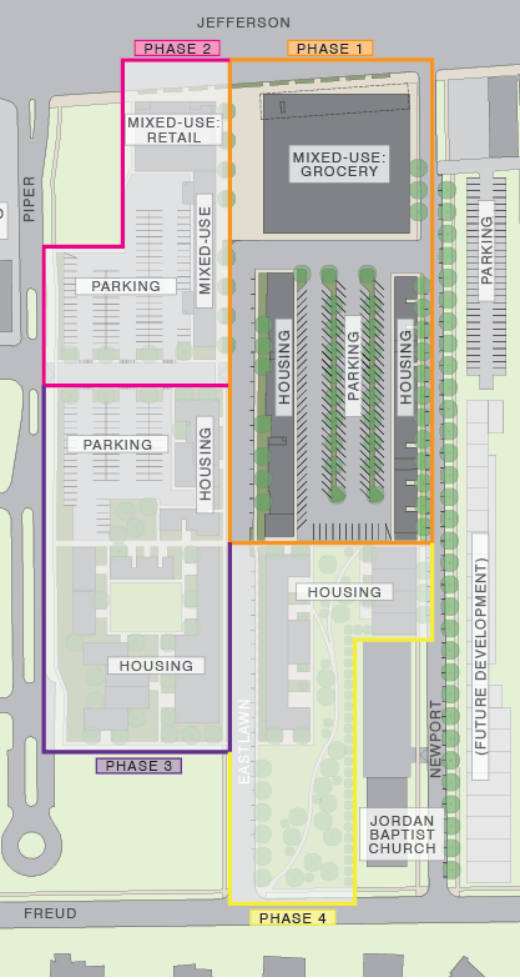 JEFFERSON
PHASE 2
PHASE 1
MIXED-USE:
RETAIL
MIXED-USE:
GROCERY
PIPER
MIXED-USE
PARKING
PARKING
HOUSING
PARKING
HOUSING
PARKING
HOUSING
HOUSING
HOUSING
(FUTURE DEVELOPMENT)
EASTLAWN
NEWPORT
PHASE 3
JORDAN
BAPTIST
CHURCH
FREUD
PHASE 4